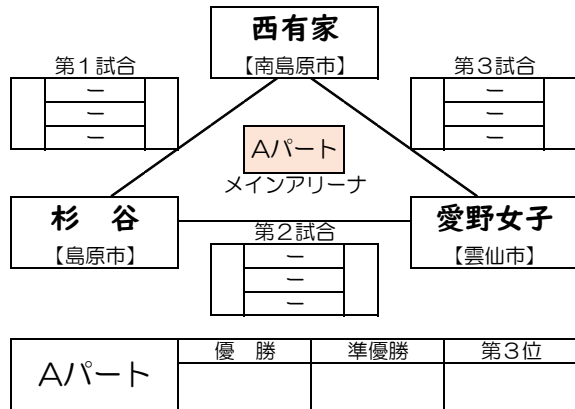 西有家
【南島原市】
第１試合
第３試合
ー
ー
ー
ー
ー
ー
Aパート
メインアリーナ
杉　谷
【島原市】
愛野女子
【雲仙市】
第２試合
ー
ー
ー
Aパート
優　勝
準優勝
第３位